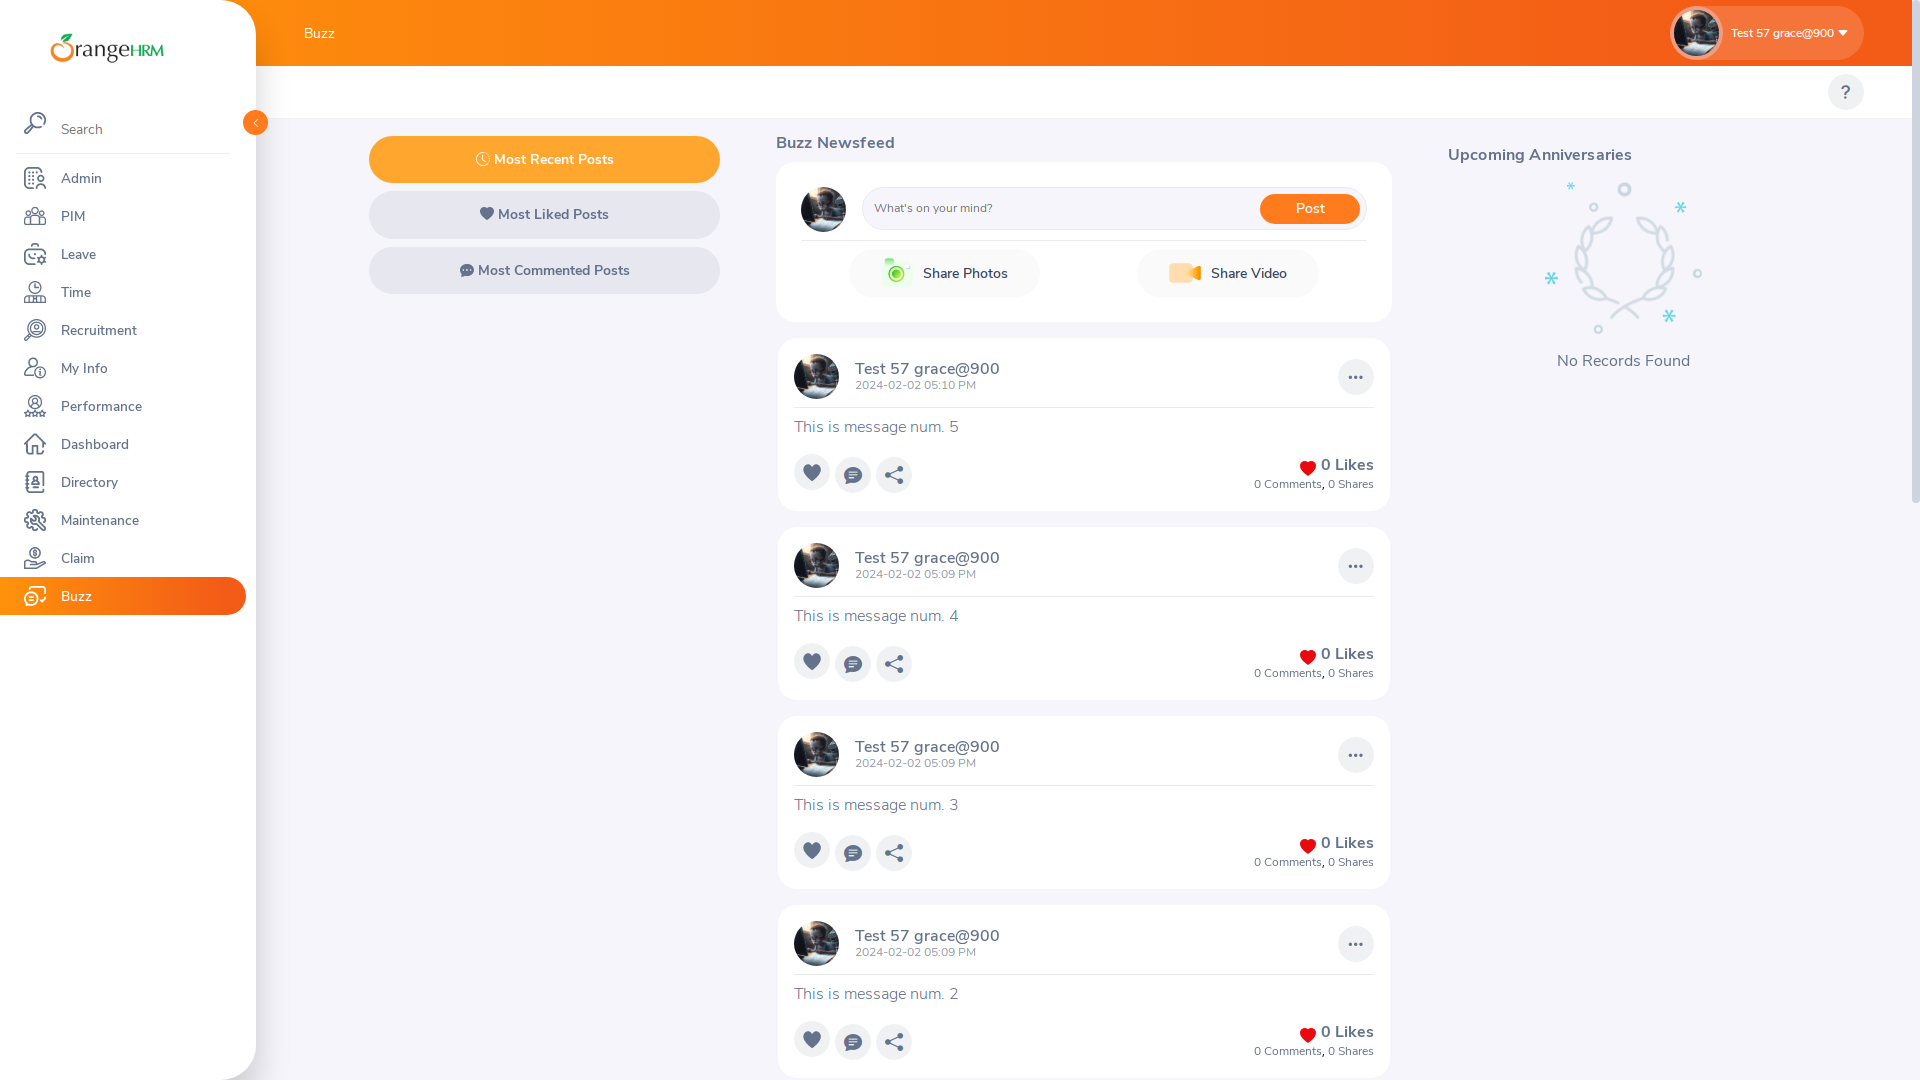 OrangeHRM
Search
Admin
PIM
Leave
Time
Recruitment
My Info
Performance
Dashboard
Directory
Maintenance
Claim
Buzz
Buzz
Test 57 grace@900
?
Most Recent Posts
Most Liked Posts
Most Commented Posts
Buzz Newsfeed
What's on your mind?
Post
Share Photos
Share Video
Test 57 grace@900
2024-02-02 05:10 PM
This is message num. 5
0 Likes
0 Comments, 0 Shares
Test 57 grace@900
2024-02-02 05:09 PM
This is message num. 4
0 Likes
0 Comments, 0 Shares
Test 57 grace@900
2024-02-02 05:09 PM
This is message num. 3
0 Likes
0 Comments, 0 Shares
Test 57 grace@900
2024-02-02 05:09 PM
This is message num. 2
0 Likes
0 Comments, 0 Shares
Upcoming Anniversaries
No Records Found